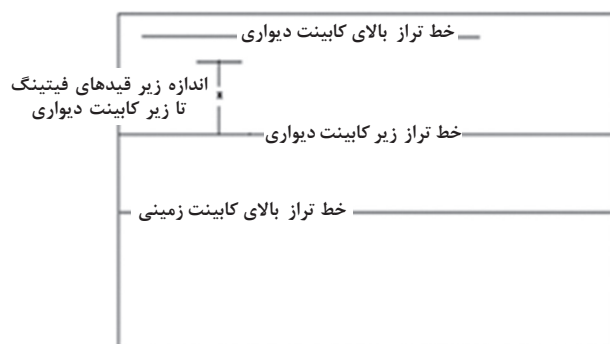 خط تراز بالای کابینت دیواری
اندازه زیر قیدهای فیتینگ
تا زیر کابینت دیواری
x
خط تراز زیر کابینت دیواری
خط تراز بالای کابینت زمینی